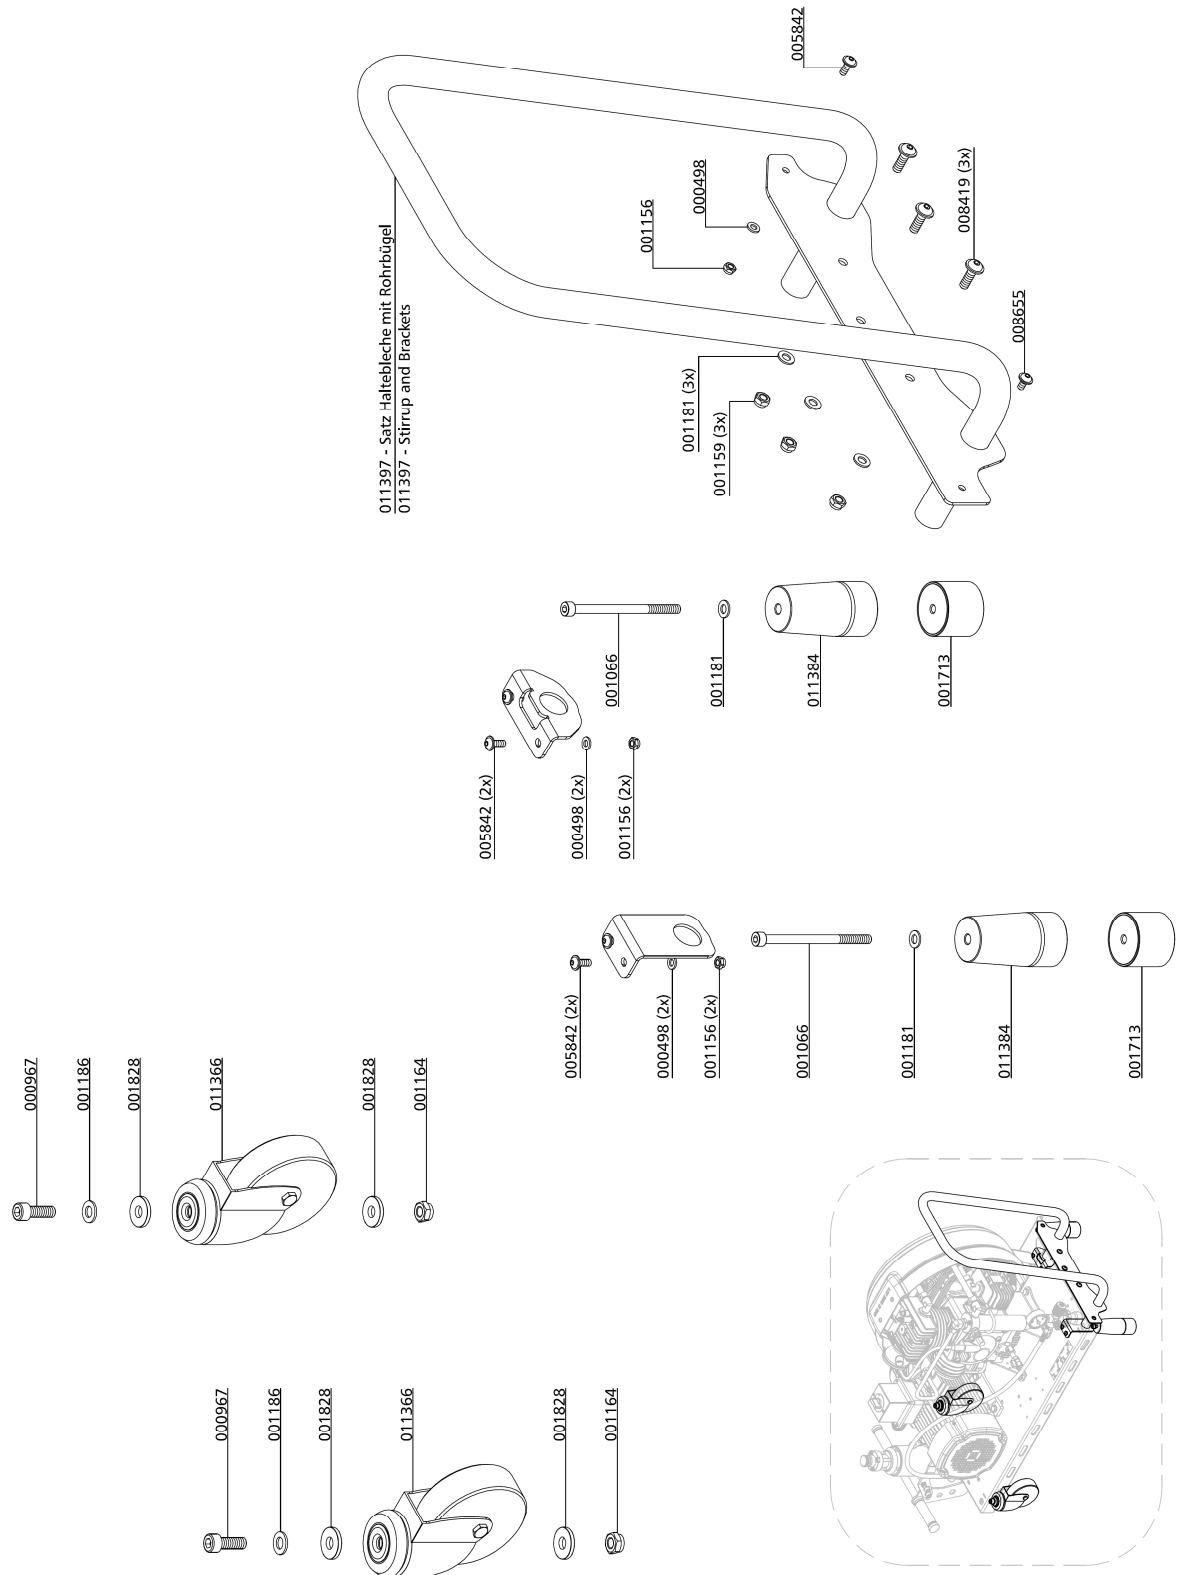 005842
008419 (3x)
000498
001156
008655
011397 - Satz Haltebleche mit Rohrbügel
011397 - Stirrup and Brackets
001181 (3x)
001159 (3x)
001066
001181
011384
001713
005842 (2x)
000498 (2x)
001156 (2x)
005842 (2x)
000498 (2x)
001156 (2x)
001066
001181
011384
001713
000967
001186
001828
011366
001828
001164
000967
001186
001828
011366
001828
001164